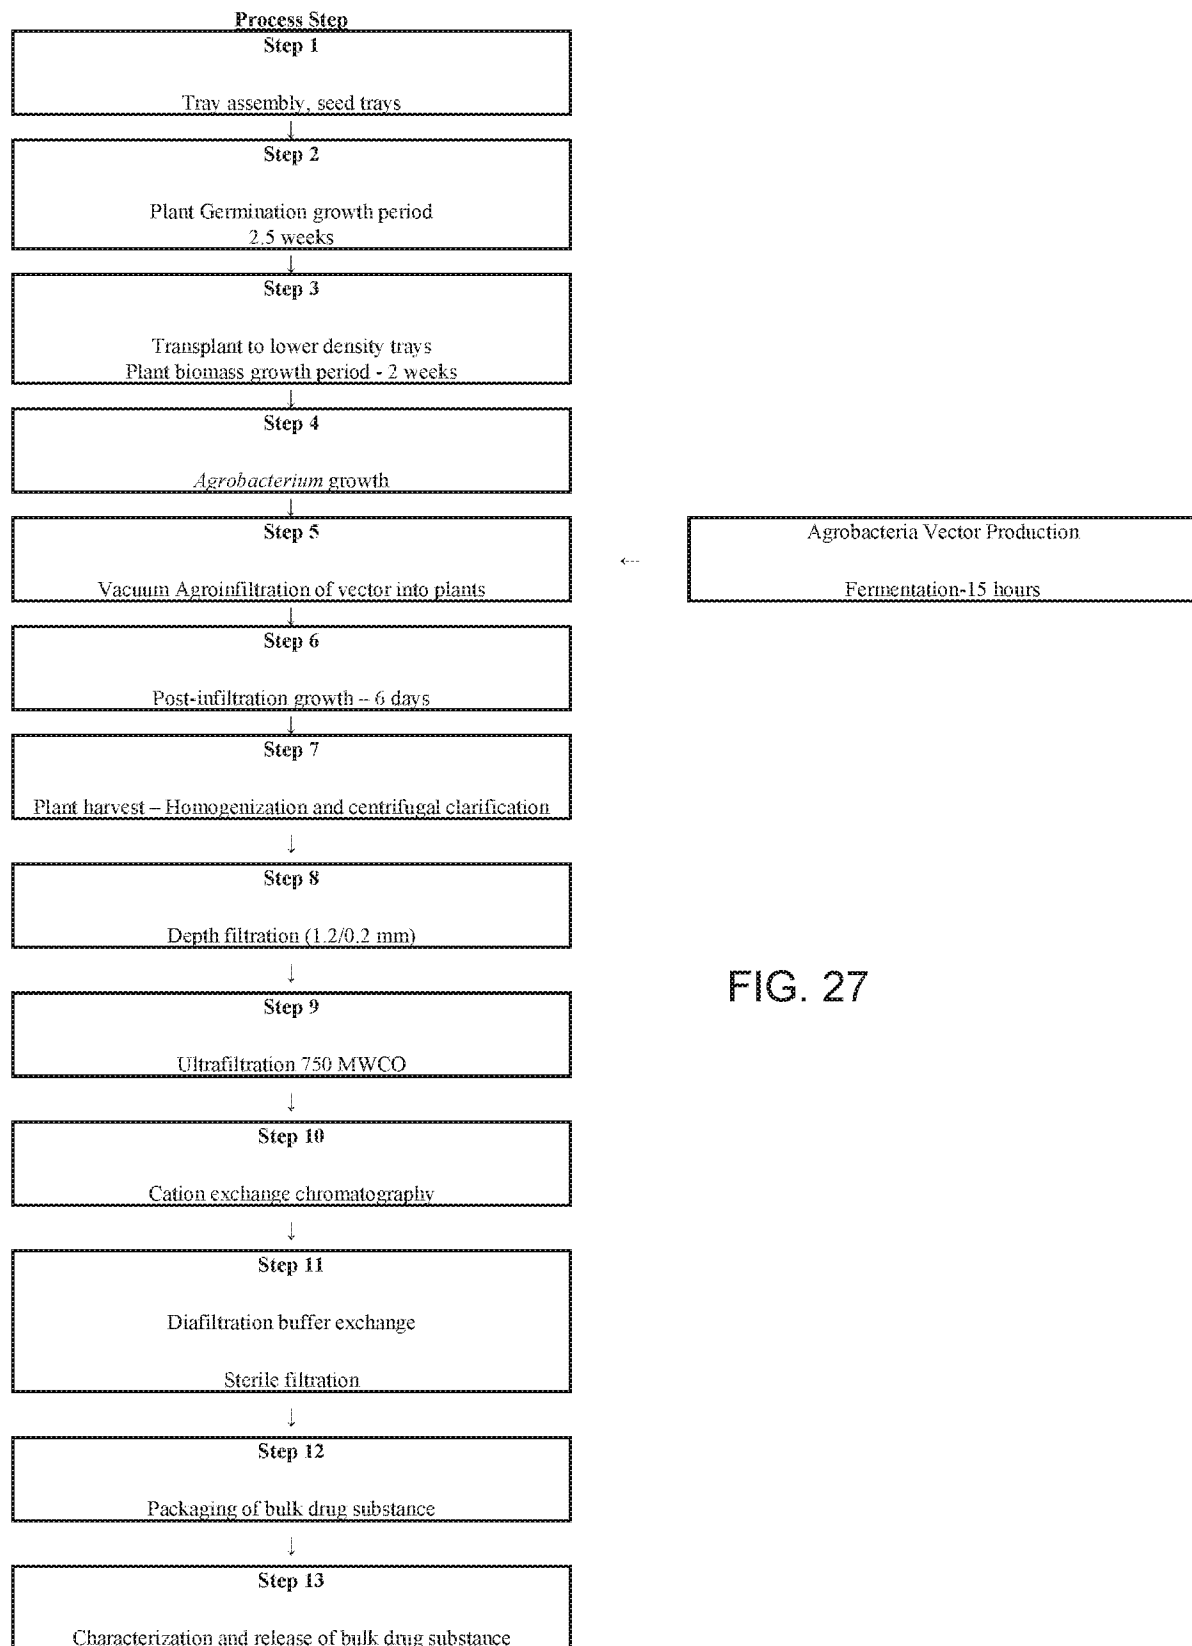 Process Step
Step 1
Tray assembly, seed trays
↓
Step 2
Plant Germination growth period
2.5 weeks
↓
Step 3
Transplant to lower density trays
Plant biomass growth period - 2 weeks
↓
Step 4
Agrobacterium growth
↓
Step 5
Vacuum Agroinfiltration of vector into plants
←
Agrobacteria Vector Production
Fermentation-15 hours
↓
Step 6
Post-infiltration growth – 6 days
↓
Step 7
Plant harvest – Homogenization and centrifugal clarification
↓
Step 8
Depth filtration (1.2/0.2 mm)
↓
Step 9
Ultrafiltration 750 MWCO
↓
Step 10
Cation exchange chromatography
↓
Step 11
Diafiltration buffer exchange
Sterile filtration
↓
Step 12
Packaging of bulk drug substance
↓
Step 13
Characterization and release of bulk drug substance
FIG. 27